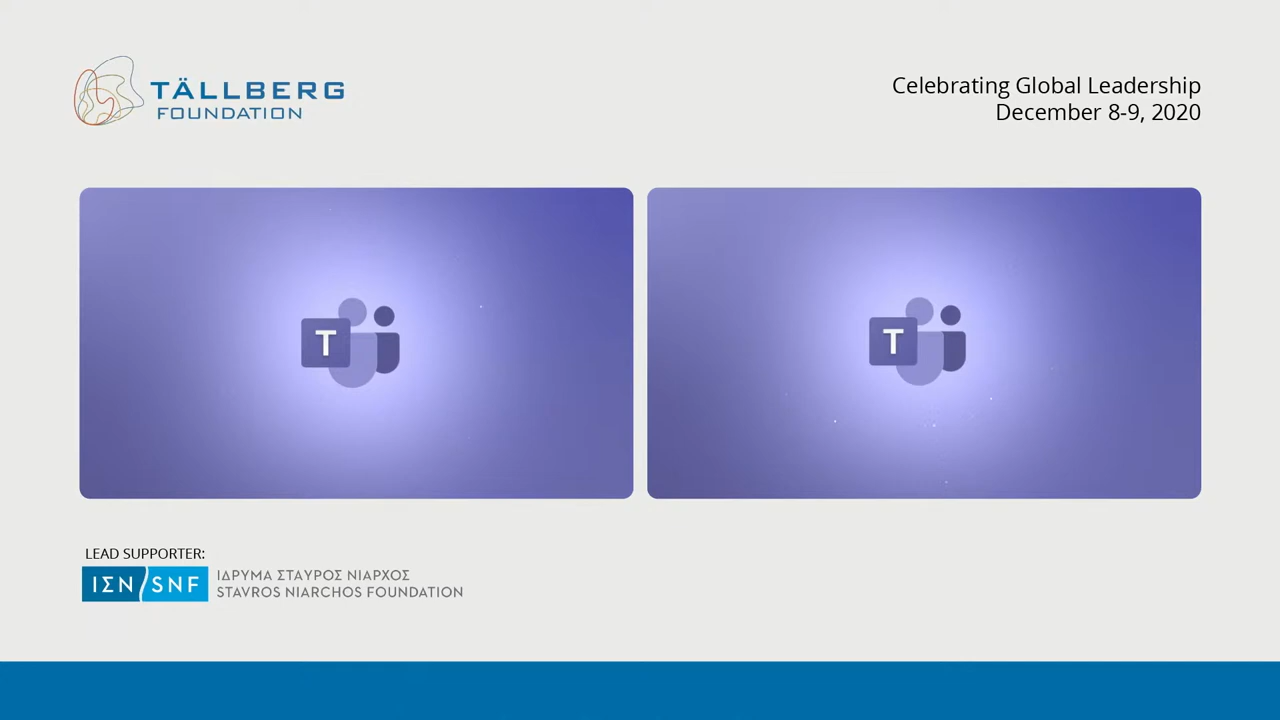 TÄLLBERG
FOUNDATION
Celebrating Global Leadership
December 8-9, 2020
T
T
LEAD SUPPORTER:
ΙΣΝ/SNF
ΙΔΡΥΜΑ ΣΤΑΥΡΟΣ ΝΙΑΡΧΟΣ
STAVROS NIARCHOS FOUNDATION